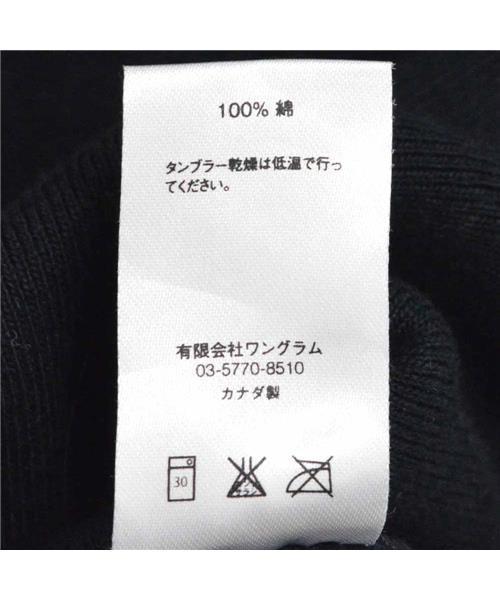 100% 綿
タンブラー乾燥は低温で行っ
てください。
有限会社ワングラム
03-5770-8510
カナダ製
30